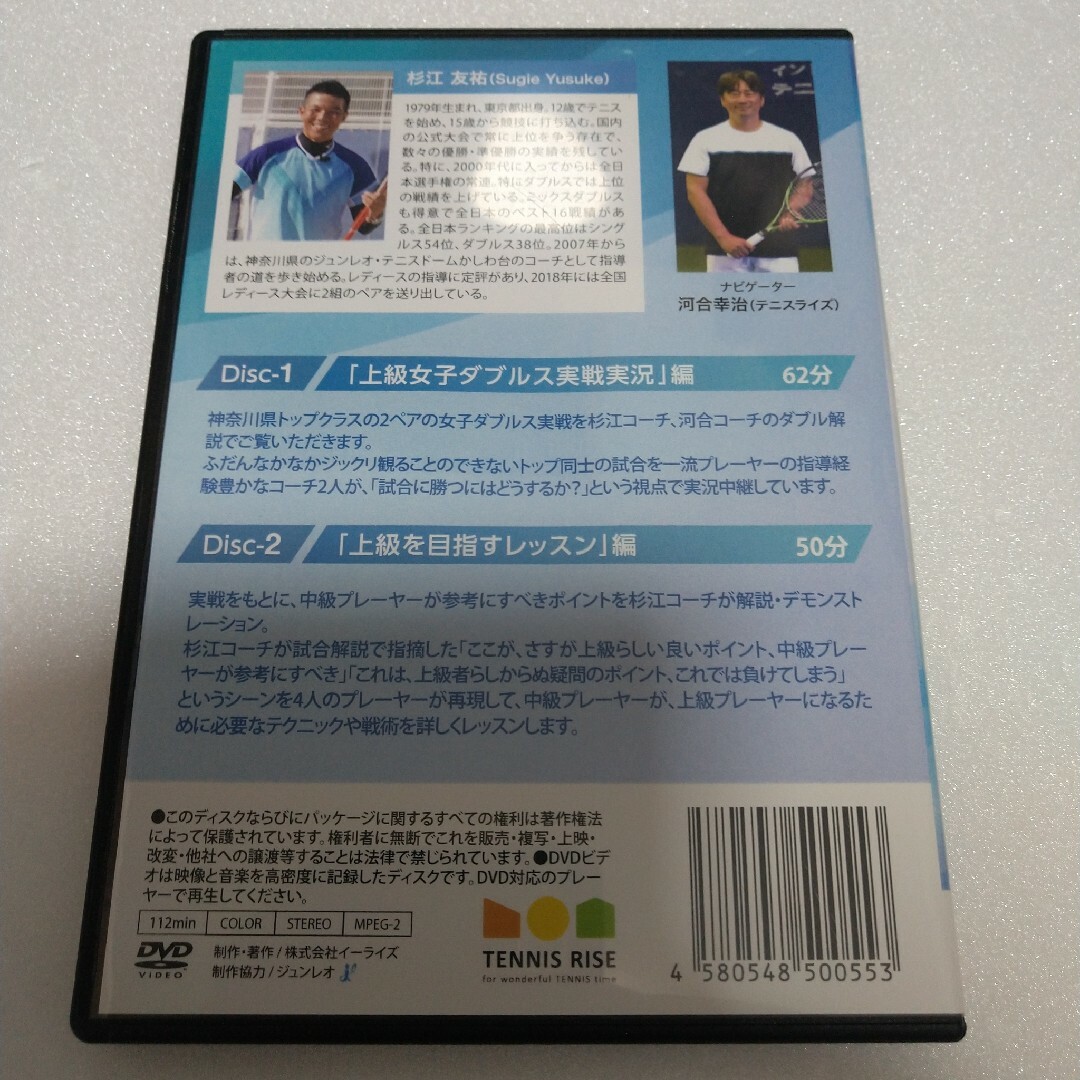 杉江 友祐(Sugie Yusuke)
1979年生まれ、東京都出身。12歳でテニス
を始め、15歳から競技に打ち込む。国内
の公式大会で常に上位を争う存在で、
数々の優勝・準優勝の実績を残してい
る。特に、2000年代に入ってからは全日
本選手権の常連。特にダブルスでは上位
の戦績を上げている。ミックスダブルス
も得意で全日本のベスト16戦績があ
る。全日本ランキングの最高位はシング
ルス54位、ダブルス38位。2007年から
は、神奈川県のジュンレオ・テニスドームかしわ台のコーチとして指導
者の道を歩き始める。レディースの指導に定評があり、2018年には全国
レディース大会に2組のペアを送り出している。
イン
テニ
ナビゲーター
河合幸治(テニスライズ)
Disc-1 「上級女子ダブルス実戦実況」編 62分
神奈川県トップクラスの2ペアの女子ダブルス実戦を杉江コーチ、河合コーチのダブル解
説でご覧いただきます。
ふだんなかなかジックリ観ることのできないトップ同士の試合を一流プレーヤーの指導経
験豊かなコーチ2人が、「試合に勝つにはどうするか?」という視点で実況中継しています。
Disc-2 「上級を目指すレッスン」編 50分
実戦をもとに、中級プレーヤーが参考にすべきポイントを杉江コーチが解説・デモンスト
レーション。
杉江コーチが試合解説で指摘した「ここが、さすが上級らしい良いポイント、中級プレー
ヤーが参考にすべき」「これは、上級者らしからぬ疑問のポイント、これでは負けてしまう」
というシーンを4人のプレーヤーが再現して、中級プレーヤーが、上級プレーヤーになるた
めに必要なテクニックや戦術を詳しくレッスンします。
●このディスクならびにパッケージに関するすべての権利は著作権法
によって保護されています。権利者に無断でこれを販売・複写・上映・
改変・他社への譲渡等することは法律で禁じられています。●DVDビデ
オは映像と音楽を高密度に記録したディスクです。DVD対応のプレー
ヤーで再生してください。
112min COLOR STEREO MPEG-2
DVD VIDEO
制作・著作/株式会社イーライズ
制作協力/ジュンレオ
TENNIS RISE
for wonderful TENNIS time
4 580548 500553